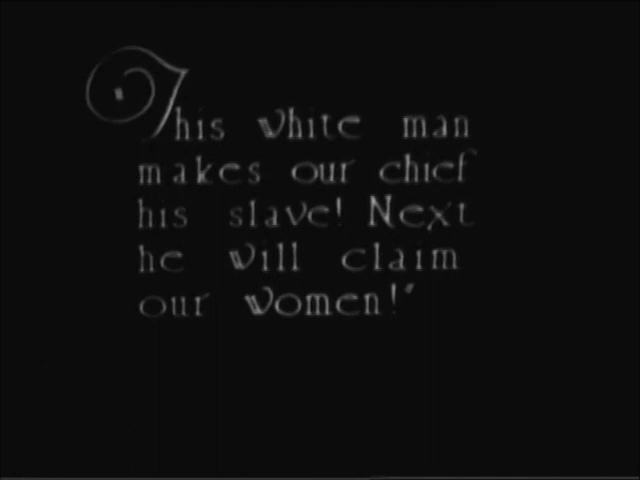 This white man
makes our chief
his slave! Next
he will claim
our women!"